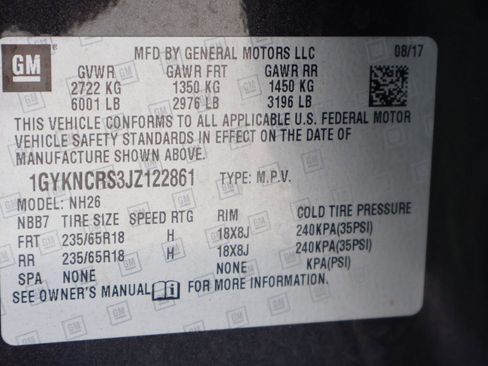 GM
MFD BY GENERAL MOTORS LLC 08/17
GVWR GAWR FRT GAWR RR
2722 KG 1350 KG 1450 KG
6001 LB 2976 LB 3196 LB
THIS VEHICLE CONFORMS TO ALL APPLICABLE U.S. FEDERAL MOTOR
VEHICLE SAFETY STANDARDS IN EFFECT ON THE DATE OF
MANUFACTURE SHOWN ABOVE.
1GYKNCRS3JZ122861 TYPE: M.P.V.
MODEL: NH26
NBB7 TIRE SIZE SPEED RTG RIM COLD TIRE PRESSURE
FRT 235/65R18 H 18X8J 240KPA(35PSI)
RR 235/65R18 H 18X8J 240KPA(35PSI)
SPA NONE NONE KPA(PSI)
SEE OWNER'S MANUAL FOR MORE INFORMATION.